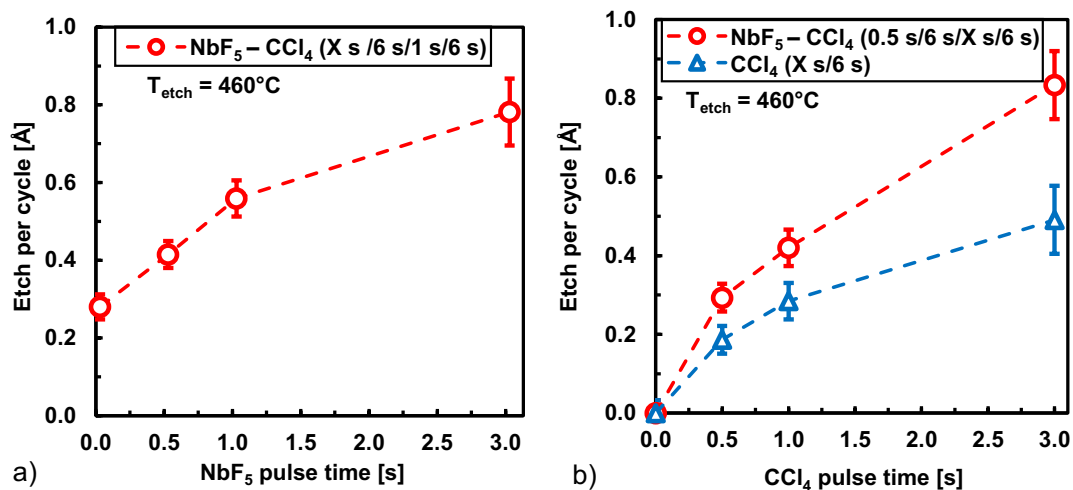 NbF₅ – CCl₄ (X s /6 s/1 s/6 s)
T_etch = 460°C
Etch per cycle [Å]
1.0
0.8
0.6
0.4
0.2
0.0
0.0 0.5 1.0 1.5 2.0 2.5 3.0
NbF₅ pulse time [s]
a)
NbF₅ – CCl₄ (0.5 s/6 s/X s/6 s)
CCl₄ (X s/6 s)
T_etch = 460°C
Etch per cycle [Å]
1.0
0.8
0.6
0.4
0.2
0.0
0.0 0.5 1.0 1.5 2.0 2.5 3.0
CCl₄ pulse time [s]
b)